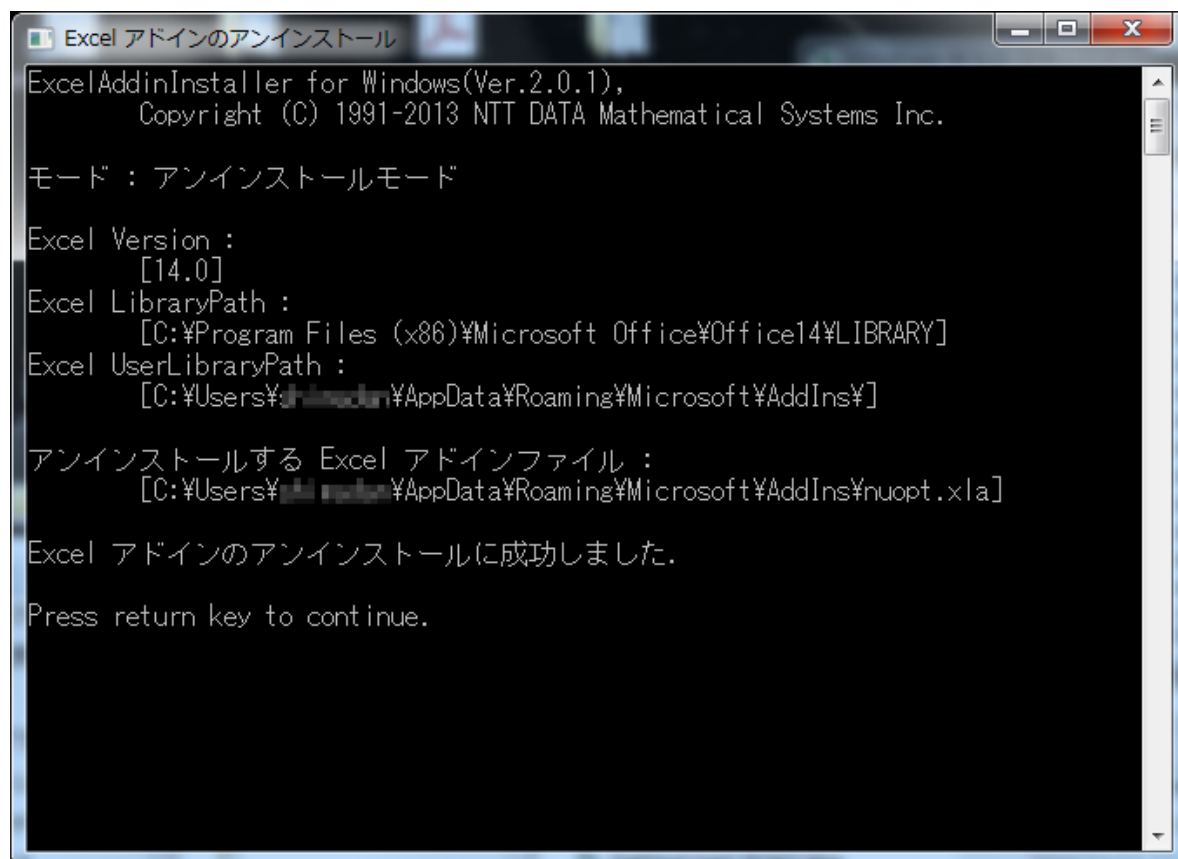 Excel アドインのアンインストール
ExcelAddinInstaller for Windows(Ver.2.0.1),
Copyright (C) 1991-2013 NTT DATA Mathematical Systems Inc.
モード : アンインストールモード
Excel Version :
[14.0]
Excel LibraryPath :
[C:¥Program Files (x86)¥Microsoft Office¥Office14¥LIBRARY]
Excel UserLibraryPath :
[C:¥Users¥ ¥AppData¥Roaming¥Microsoft¥AddIns¥]
アンインストールする Excel アドインファイル :
[C:¥Users¥ ¥AppData¥Roaming¥Microsoft¥AddIns¥nuopt.xla]
Excel アドインのアンインストールに成功しました.
Press return key to continue.